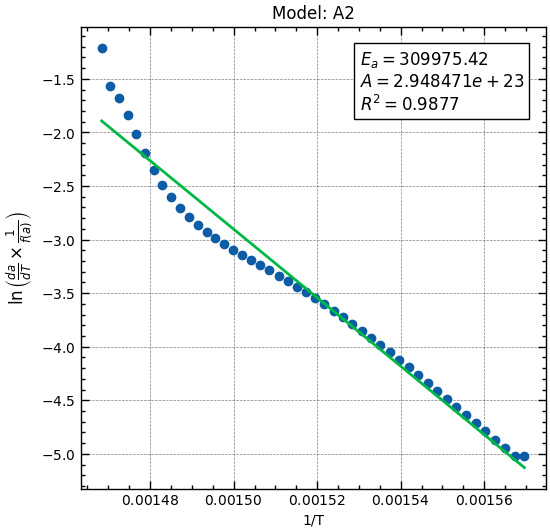 Model: A2
E_a = 309975.42
A = 2.948471e + 23
R^2 = 0.9877
ln(da/dT × 1/f(a))
−1.5
−2.0
−2.5
−3.0
−3.5
−4.0
−4.5
−5.0
0.00148 0.00150 0.00152 0.00154 0.00156
1/T